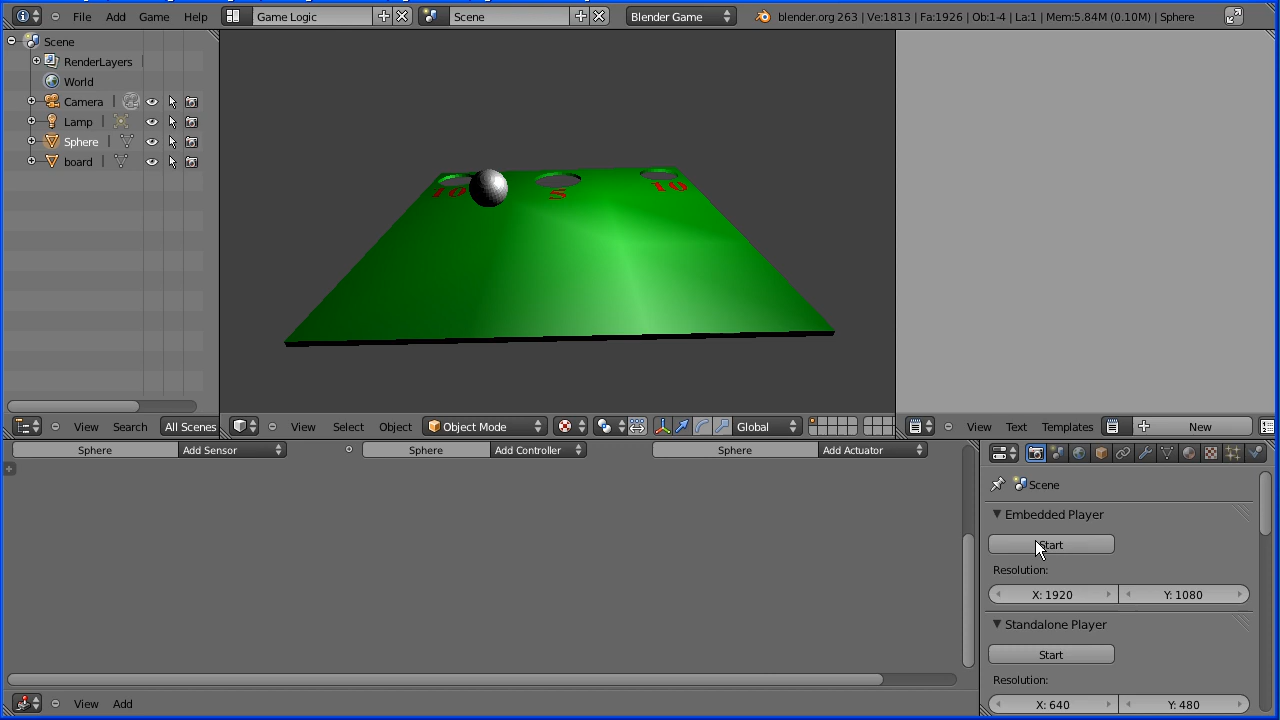 File Add Game Help Game Logic Scene Blender Game blender.org 263 | Ve:1813 | Fa:1926 | Ob:1-4 | La:1 | Mem:5.84M (0.10M) | Sphere
Scene
RenderLayers
World
Camera
Lamp
Sphere
board
10 5 10
View Search All Scenes
View Select Object Object Mode Global
View Text Templates New
Sphere Add Sensor Sphere Add Controller Sphere Add Actuator
Scene
Embedded Player
Start
Resolution:
X: 1920 Y: 1080
Standalone Player
Start
Resolution:
X: 640 Y: 480
View Add